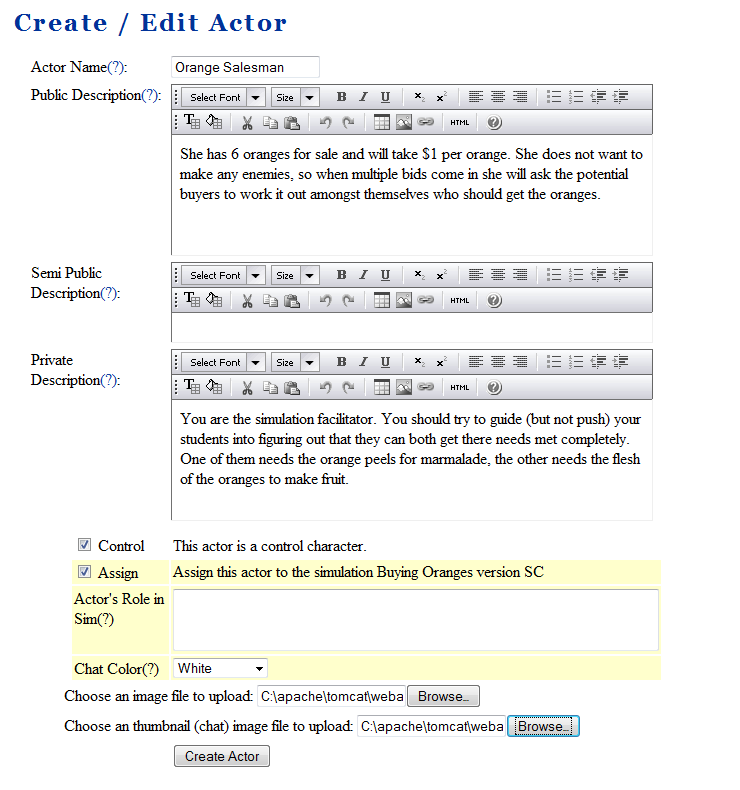 Create / Edit Actor
Actor Name(?): Orange Salesman
Public Description(?): Select Font Size B I U x2 x2
HTML
She has 6 oranges for sale and will take $1 per orange. She does not want to
make any enemies, so when multiple bids come in she will ask the potential
buyers to work it out amongst themselves who should get the oranges.
Semi Public
Description(?): Select Font Size B I U x2 x2
HTML
Private
Description(?): Select Font Size B I U x2 x2
HTML
You are the simulation facilitator. You should try to guide (but not push) your
students into figuring out that they can both get there needs met completely.
One of them needs the orange peels for marmalade, the other needs the flesh
of the oranges to make fruit.
Control This actor is a control character.
Assign Assign this actor to the simulation Buying Oranges version SC
Actor's Role in
Sim(?)
Chat Color(?) White
Choose an image file to upload: C:\apache\tomcat\weba Browse...
Choose an thumbnail (chat) image file to upload: C:\apache\tomcat\weba Browse...
Create Actor